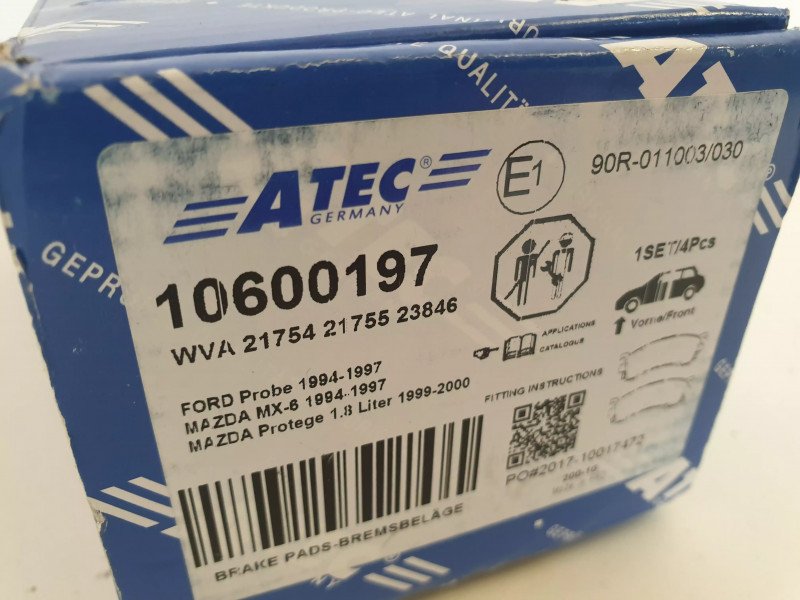 QUALITÄT
ATEC®
GERMANY
E1
90R-011003/030
10600197
WVA 21754 21755 23846
1SET/4Pcs
Vorne/Front
APPLICATIONS
CATALOGUE
FORD Probe 1994-1997
MAZDA MX-6 1994-1997
MAZDA Protege 1.8 Liter 1999-2000
FITTING INSTRUCTIONS
PO#2017-10017472
BRAKE PADS-BREMSBELÄGE